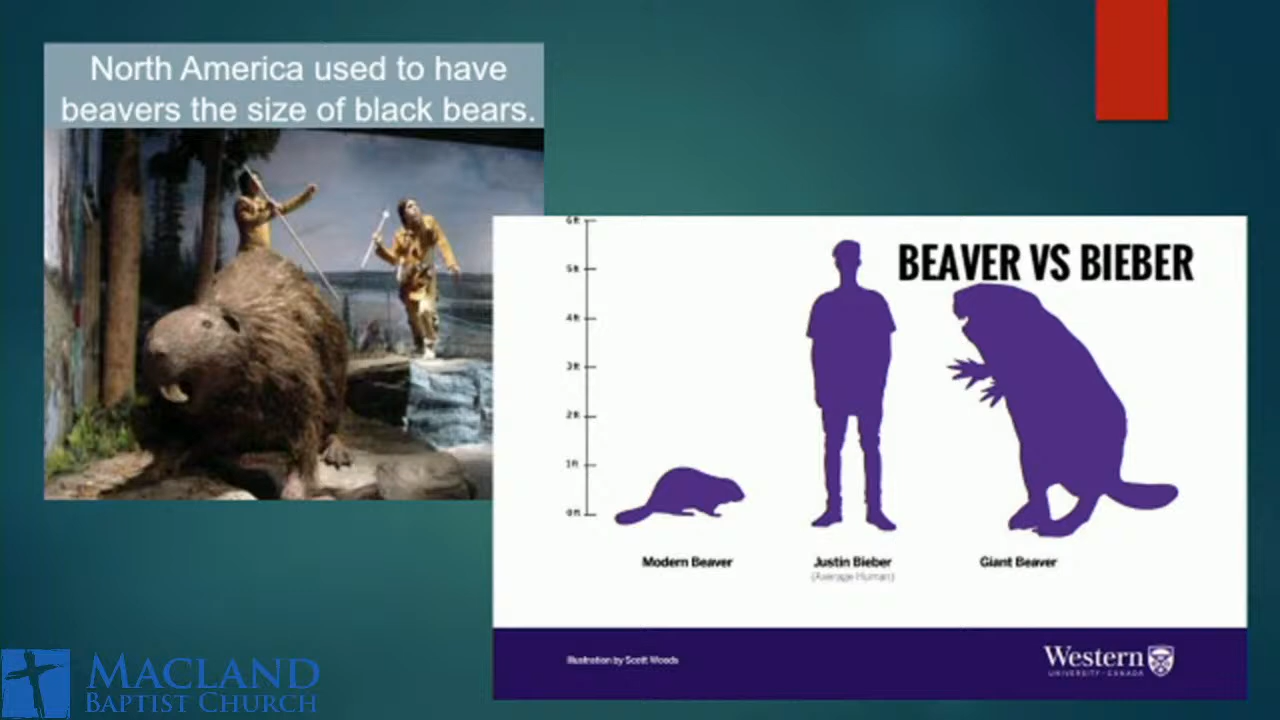 North America used to have
beavers the size of black bears.
BEAVER VS BIEBER
6ft
5ft
4ft
3ft
2ft
1ft
0ft
Modern Beaver
Justin Bieber
(Average Human)
Giant Beaver
Illustration by Scott Woods
Western
UNIVERSITY · CANADA
MACLAND
BAPTIST CHURCH